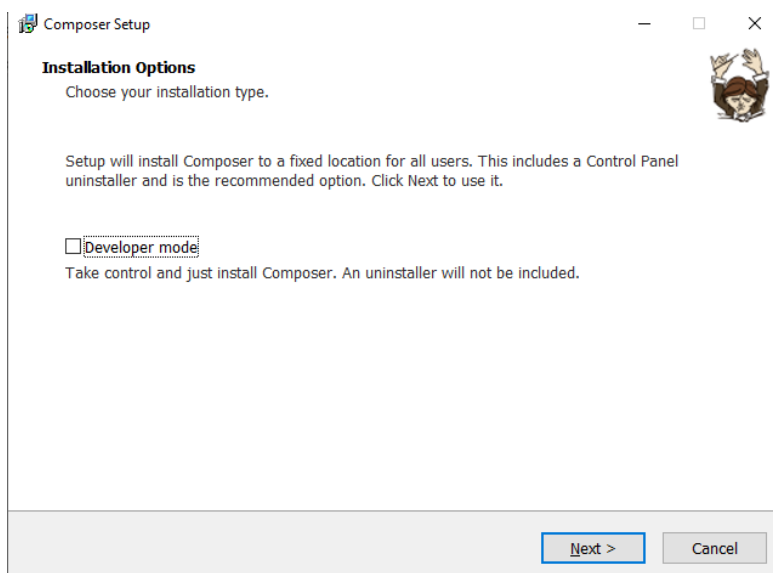 Composer Setup
Installation Options
Choose your installation type.
Setup will install Composer to a fixed location for all users. This includes a Control Panel
uninstaller and is the recommended option. Click Next to use it.
Developer mode
Take control and just install Composer. An uninstaller will not be included.
Next >
Cancel